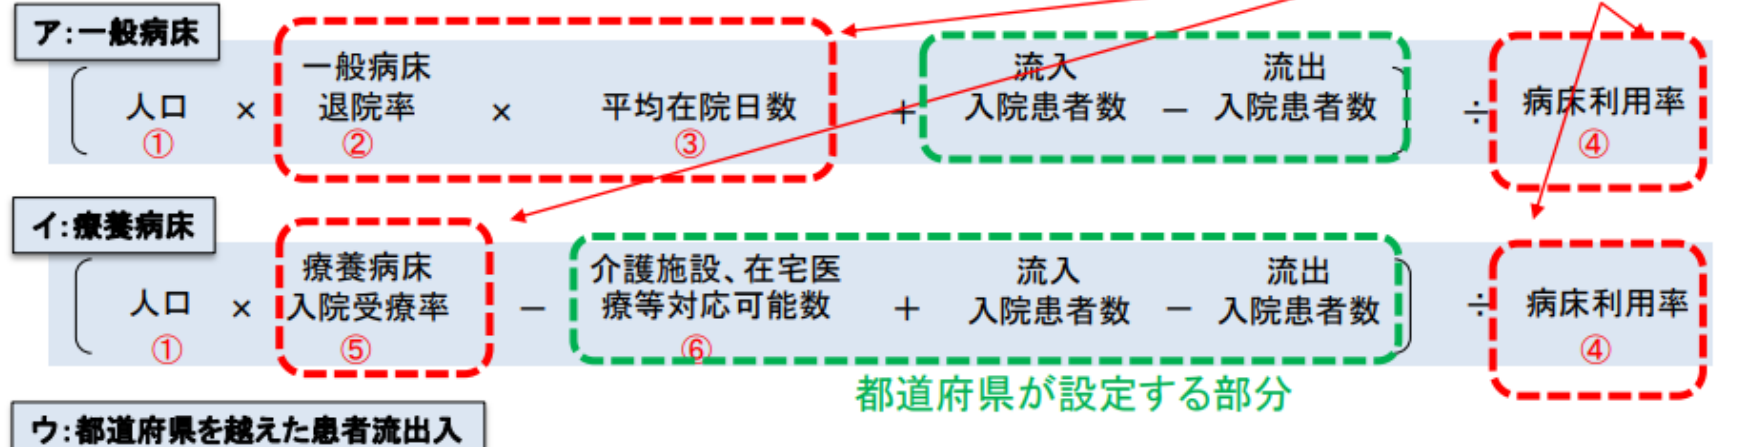 ア:一般病床
( 人口 × 一般病床退院率 × 平均在院日数 + 流入入院患者数 − 流出入院患者数 ) ÷ 病床利用率
① ② ③ ④
イ:療養病床
( 人口 × 療養病床入院受療率 − 介護施設、在宅医療等対応可能数 + 流入入院患者数 − 流出入院患者数 ) ÷ 病床利用率
① ⑤ ⑥ ④
都道府県が設定する部分
ウ:都道府県を越えた患者流出入